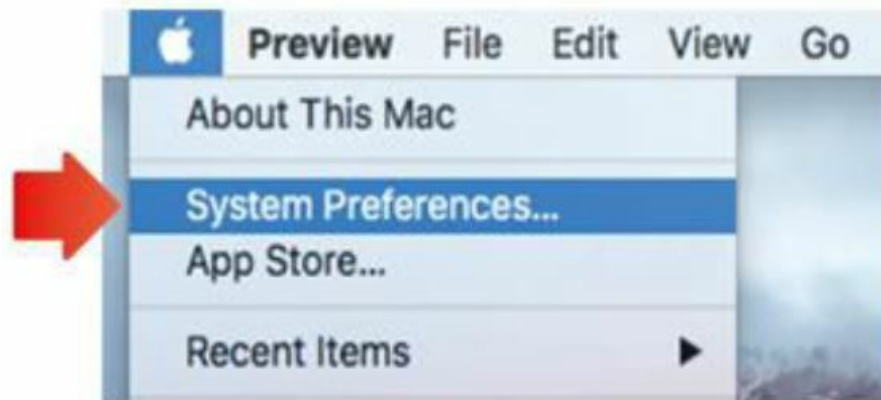 Preview File Edit View Go
About This Mac
System Preferences...
App Store...
Recent Items